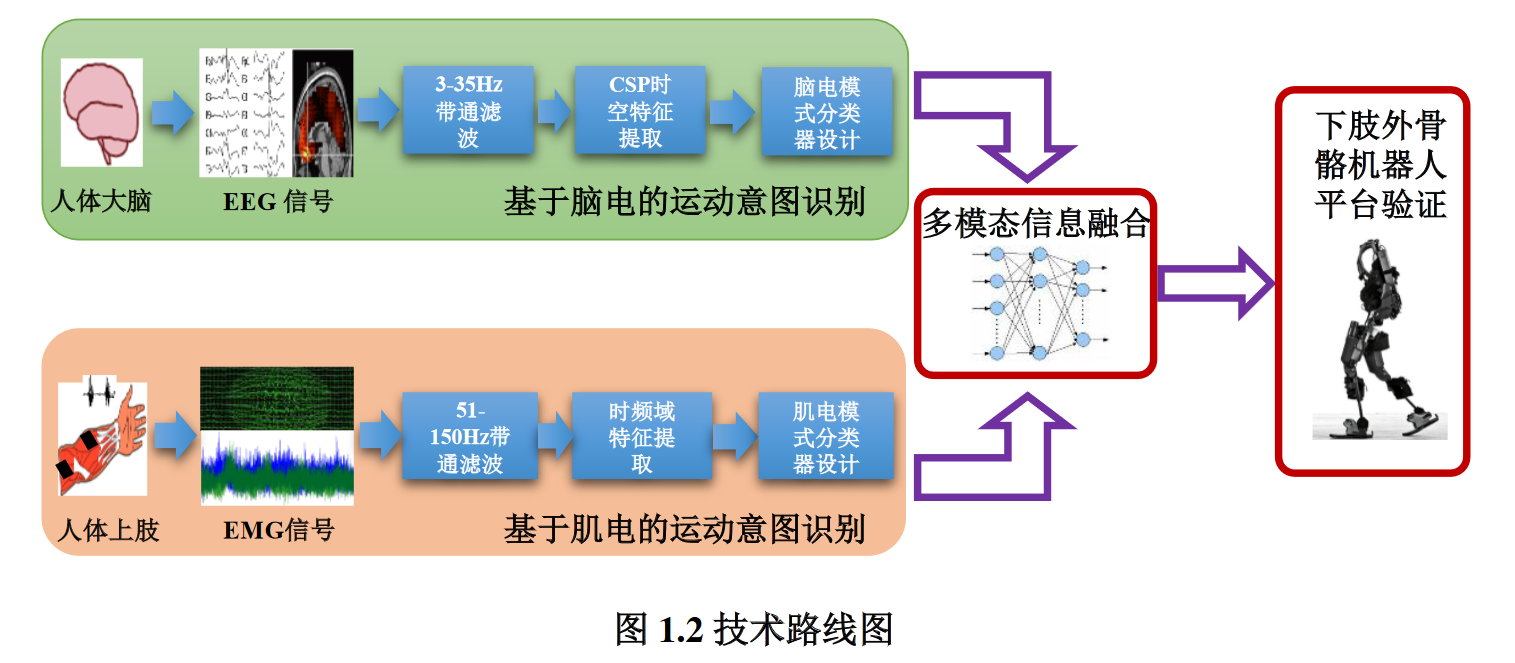 3-35Hz
带通滤
波
CSP时
空特征
提取
脑电模
式分类
器设计
人体大脑
EEG 信号
基于脑电的运动意图识别
多模态信息融合
下肢外骨
骼机器人
平台验证
51-
150Hz带
通滤波
时频域
特征提
取
肌电模
式分类
器设计
人体上肢
EMG信号
基于肌电的运动意图识别
图 1.2 技术路线图